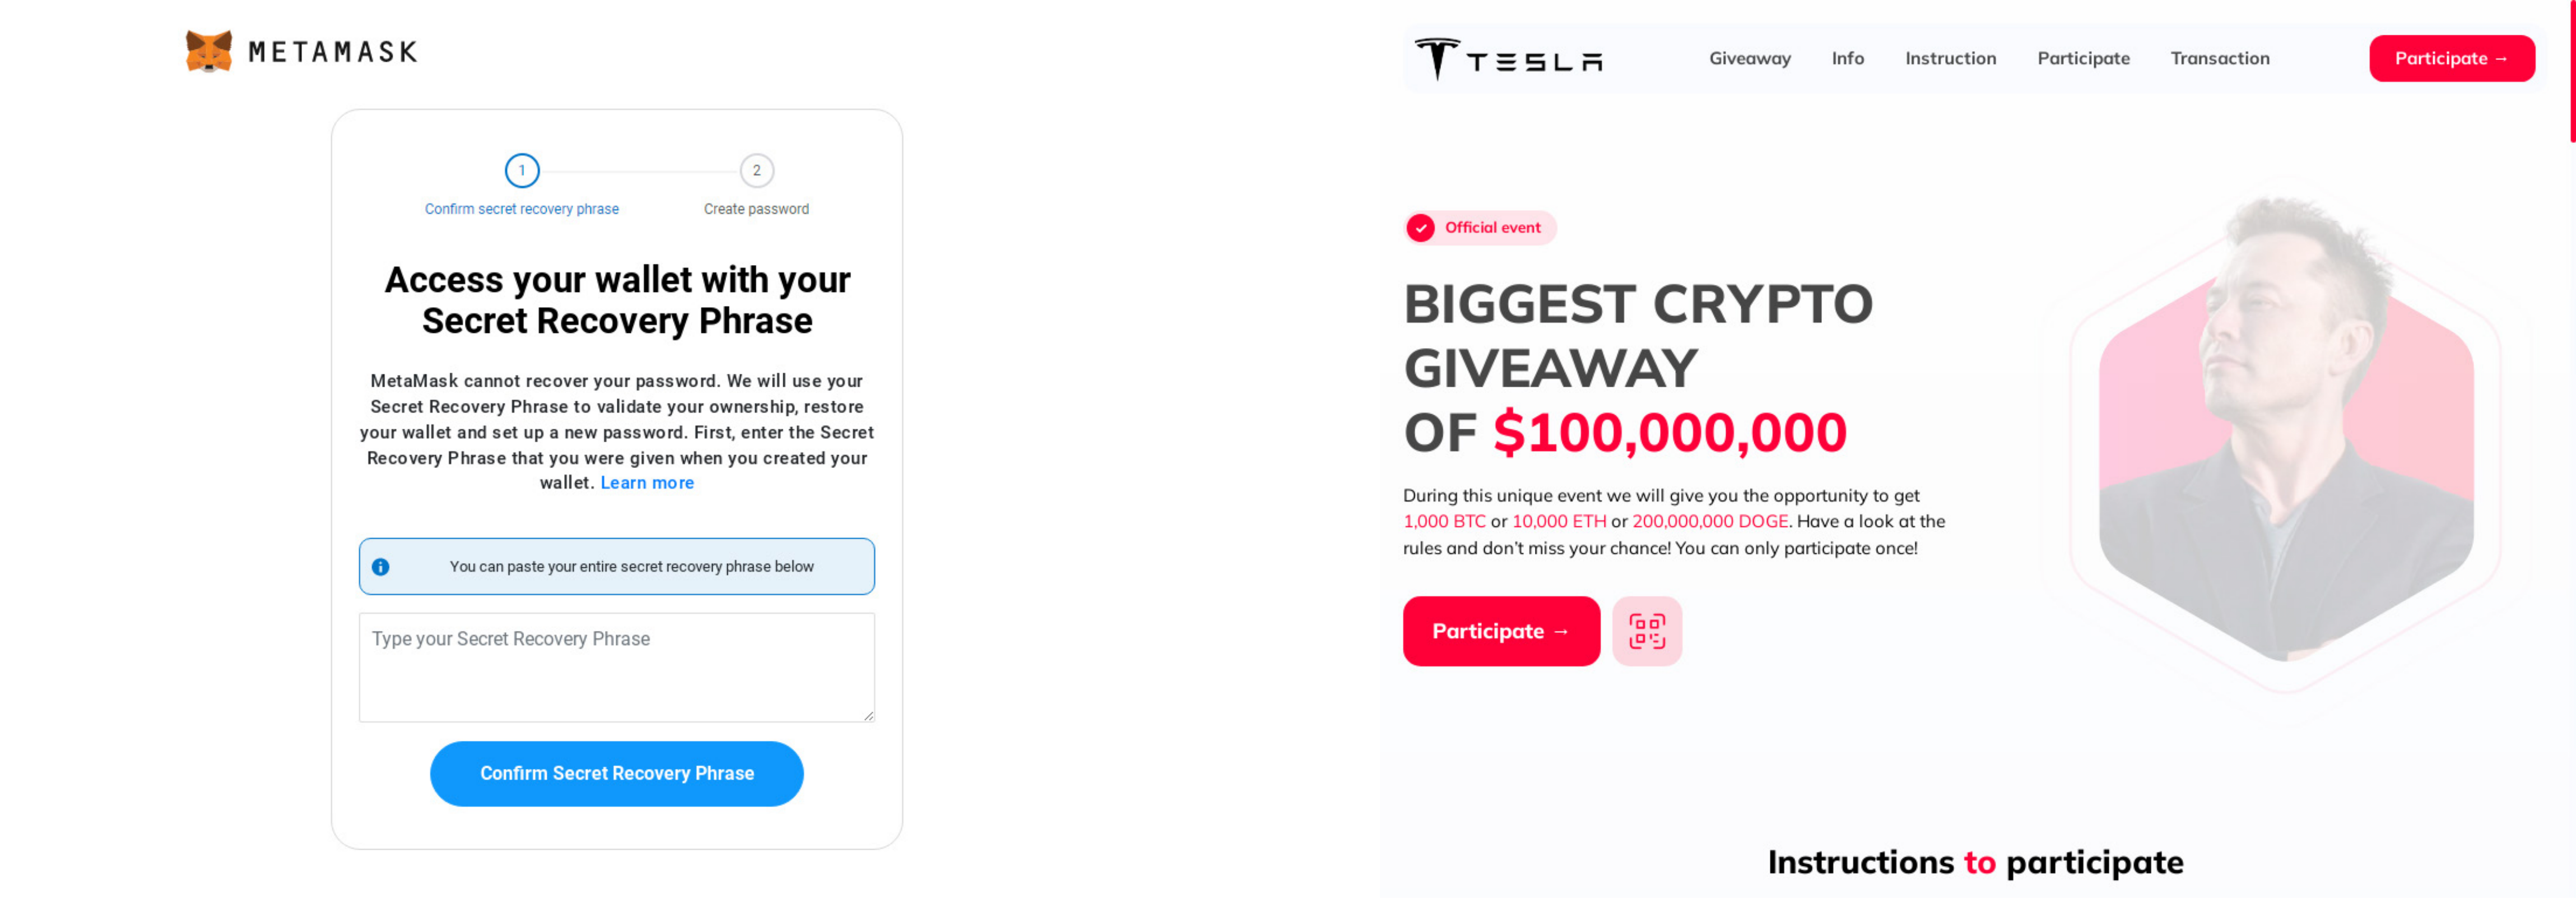 METAMASK
1
2
Confirm secret recovery phrase
Create password
Access your wallet with your
Secret Recovery Phrase
MetaMask cannot recover your password. We will use your
Secret Recovery Phrase to validate your ownership, restore
your wallet and set up a new password. First, enter the Secret
Recovery Phrase that you were given when you created your
wallet. Learn more
You can paste your entire secret recovery phrase below
Type your Secret Recovery Phrase
Confirm Secret Recovery Phrase
TESLA
Giveaway
Info
Instruction
Participate
Transaction
Participate →
Official event
BIGGEST CRYPTO
GIVEAWAY
OF $100,000,000
During this unique event we will give you the opportunity to get
1,000 BTC or 10,000 ETH or 200,000,000 DOGE. Have a look at the
rules and don’t miss your chance! You can only participate once!
Participate →
Instructions to participate